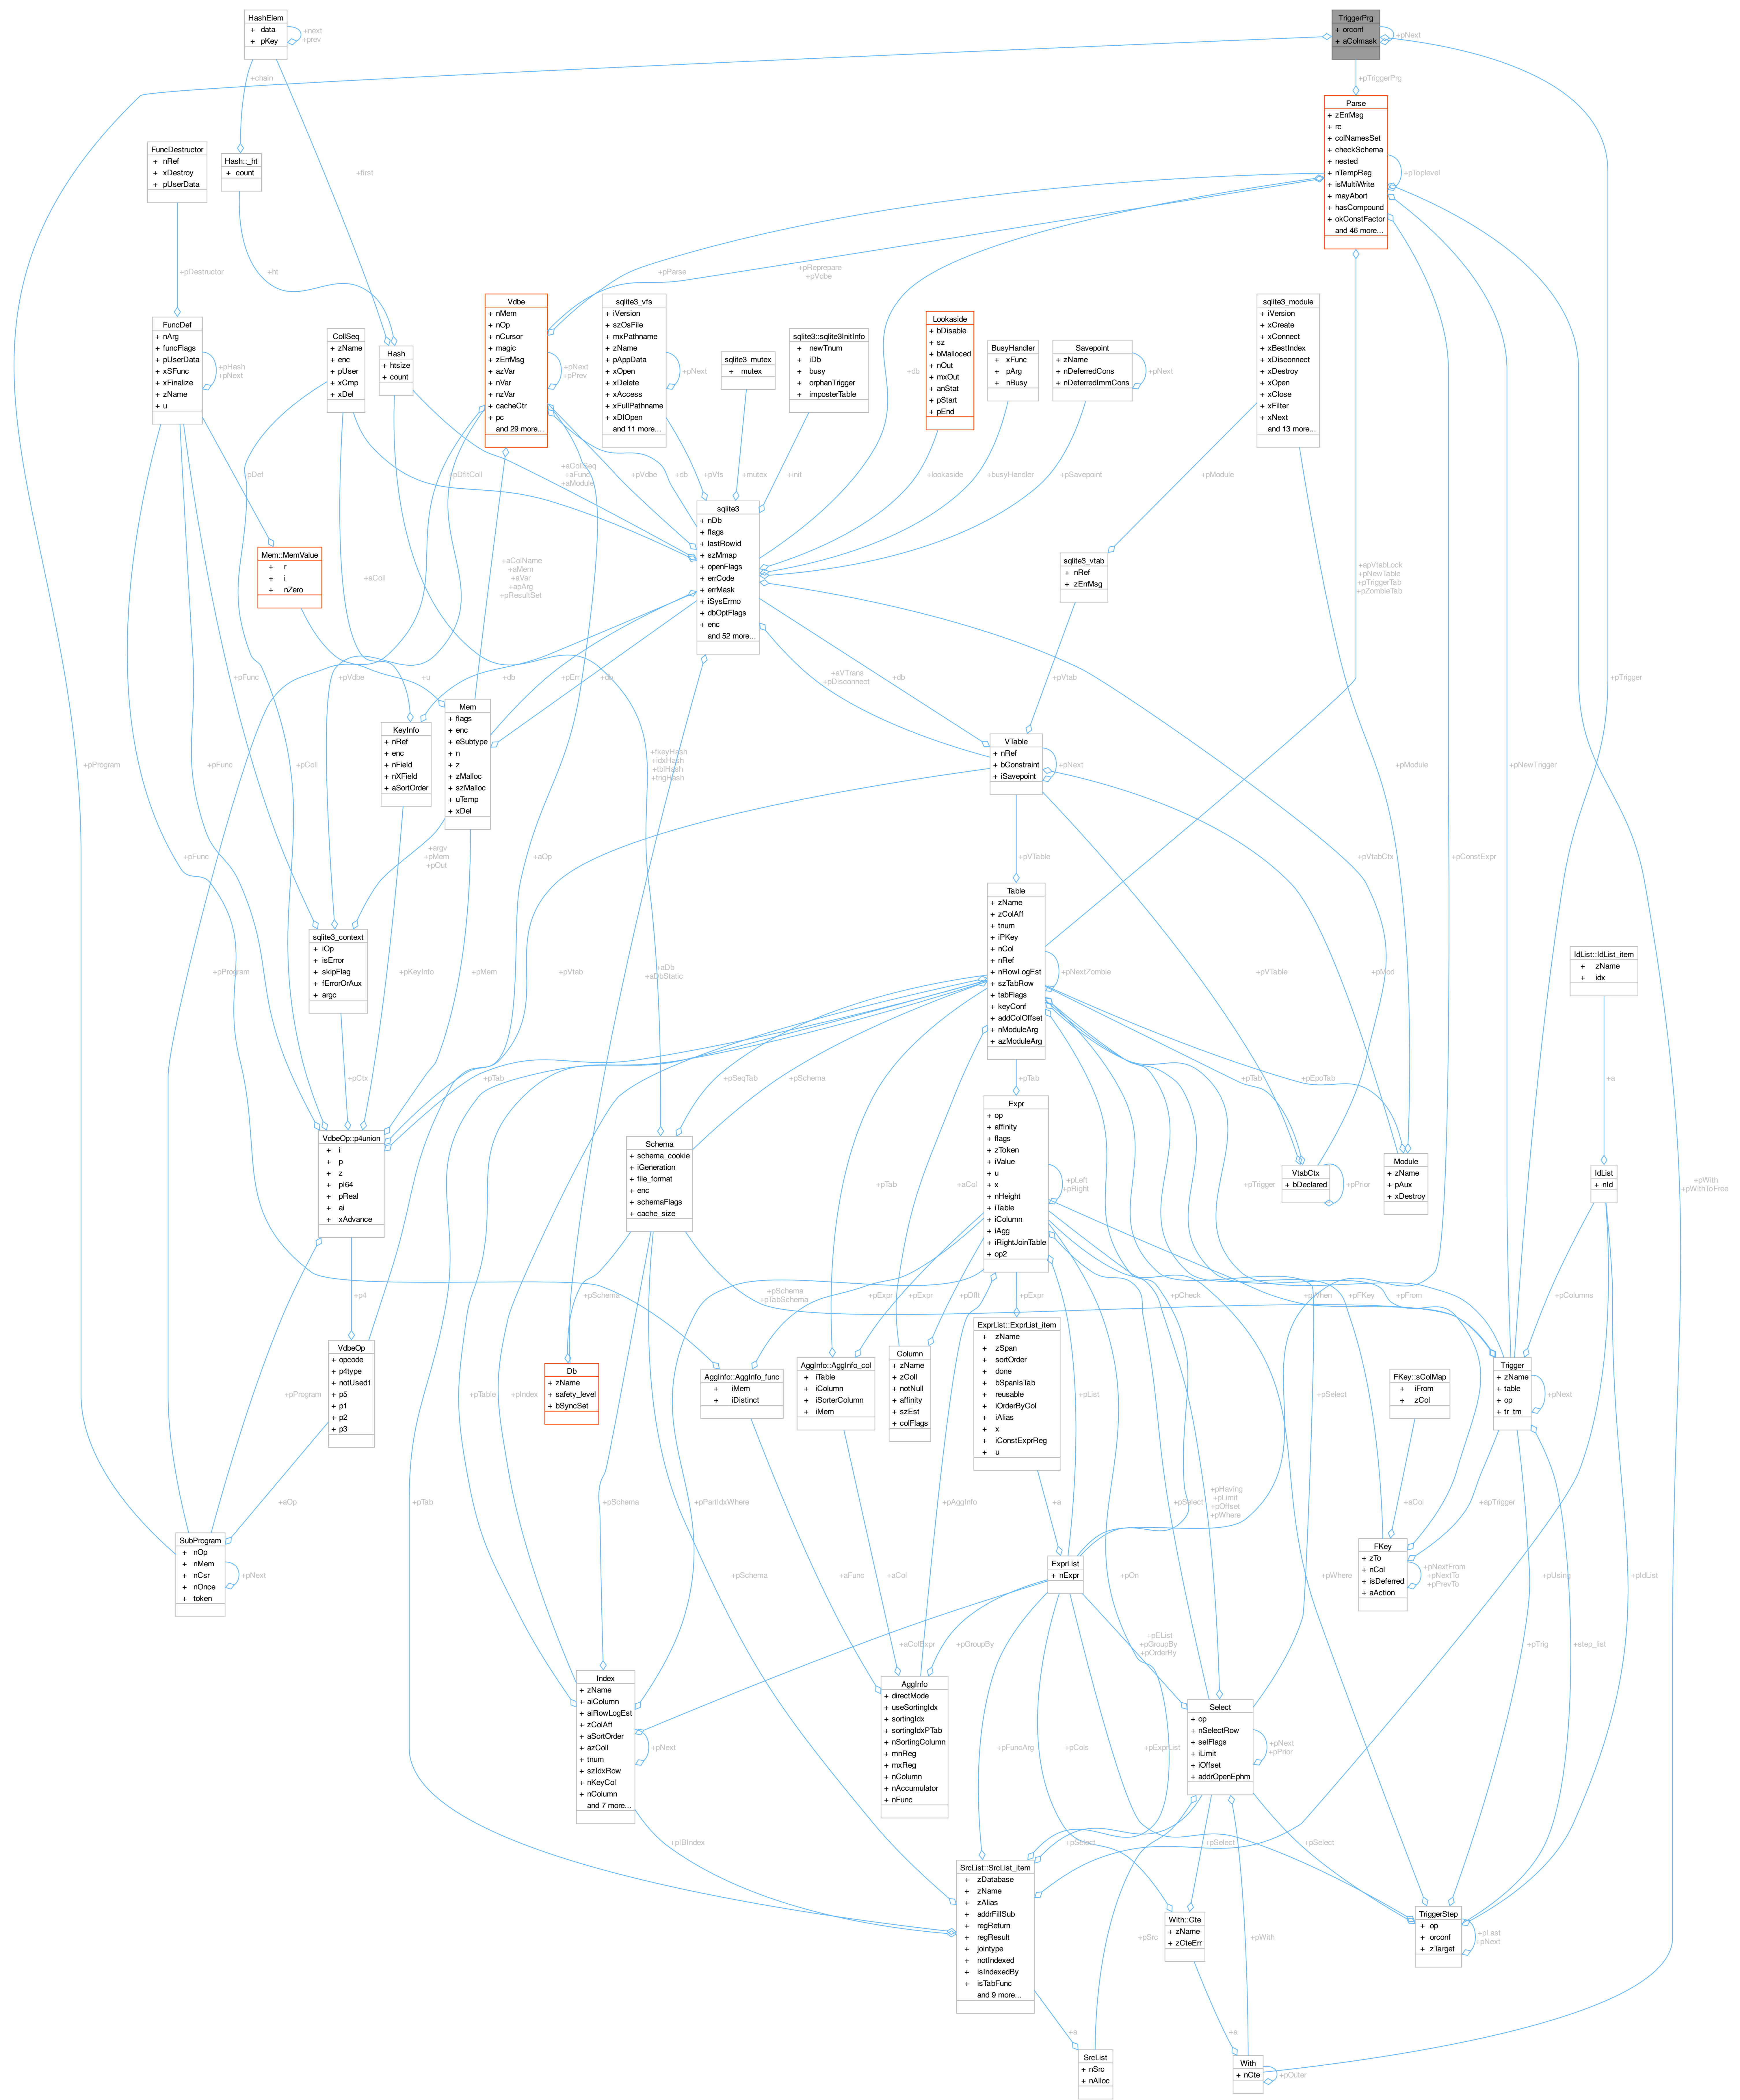 HashElem
+ data
+ pKey
+next
+prev
TriggerPrg
+ orconf
+ aColmask
+pNext
+chain
+pTriggerPrg
Parse
+ zErrMsg
+ rc
+ colNamesSet
+ checkSchema
+ nested
+ nTempReg
+ isMultiWrite
+ mayAbort
+ hasCompound
+ okConstFactor
and 46 more...
+pToplevel
FuncDestructor
+ nRef
+ xDestroy
+ pUserData
Hash::_ht
+ count
+first
+pDestructor
+ht
+pParse
+pReprepare
+pVdbe
+pTrigger
Vdbe
+ nMem
+ nOp
+ nCursor
+ magic
+ zErrMsg
+ azVar
+ nVar
+ nzVar
+ cacheCtr
+ pc
and 29 more...
+pNext
+pPrev
sqlite3_vfs
+ iVersion
+ szOsFile
+ mxPathname
+ zName
+ pAppData
+ xOpen
+ xDelete
+ xAccess
+ xFullPathname
+ xDlOpen
and 11 more...
+pNext
sqlite3_mutex
+ mutex
sqlite3::sqlite3InitInfo
+ newTnum
+ iDb
+ busy
+ orphanTrigger
+ imposterTable
+db
Lookaside
+ bDisable
+ sz
+ bMalloced
+ nOut
+ mxOut
+ anStat
+ pStart
+ pEnd
BusyHandler
+ xFunc
+ pArg
+ nBusy
Savepoint
+ zName
+ nDeferredCons
+ nDeferredImmCons
+pNext
sqlite3_module
+ iVersion
+ xCreate
+ xConnect
+ xBestIndex
+ xDisconnect
+ xDestroy
+ xOpen
+ xClose
+ xFilter
+ xNext
and 13 more...
FuncDef
+ nArg
+ funcFlags
+ pUserData
+ xSFunc
+ xFinalize
+ zName
+ u
+pHash
+pNext
CollSeq
+ zName
+ enc
+ pUser
+ xCmp
+ xDel
Hash
+ htsize
+ count
+pDef
+pDfltColl
+aCollSeq
+aFunc
+aModule
+pVdbe
+db
+pVfs
+mutex
+init
+lookaside
+busyHandler
+pSavepoint
+pModule
Mem::MemValue
+ r
+ i
+ nZero
+aColl
+aColName
+aMem
+aVar
+apArg
+pResultSet
sqlite3
+ nDb
+ flags
+ lastRowid
+ szMmap
+ openFlags
+ errCode
+ errMask
+ iSysErrno
+ dbOptFlags
+ enc
and 52 more...
sqlite3_vtab
+ nRef
+ zErrMsg
+apVtabLock
+pNewTable
+pTriggerTab
+pZombieTab
+pFunc
+pVdbe
+u
+db
+pErr
+db
+aVTrans
+pDisconnect
+db
+pVtab
+pWith
+pWithToFree
Mem
+ flags
+ enc
+ eSubtype
+ n
+ z
+ zMalloc
+ szMalloc
+ uTemp
+ xDel
KeyInfo
+ nRef
+ enc
+ nField
+ nXField
+ aSortOrder
+fkeyHash
+idxHash
+tblHash
+trigHash
VTable
+ nRef
+ bConstraint
+ iSavepoint
+pNext
+pProgram
+pFunc
+pColl
+pModule
+pNewTrigger
+pFunc
+argv
+pMem
+pOut
+aOp
+pVTable
+pVtabCtx
+pConstExpr
Table
+ zName
+ zColAff
+ tnum
+ iPKey
+ nCol
+ nRef
+ nRowLogEst
+ szTabRow
+ tabFlags
+ keyConf
+ addColOffset
+ nModuleArg
+ azModuleArg
+pNextZombie
sqlite3_context
+ iOp
+ isError
+ skipFlag
+ fErrorOrAux
+ argc
+pProgram
+pKeyInfo
+pMem
+pVtab
+aDb
+aDbStatic
+pVTable
+pMod
IdList::IdList_item
+ zName
+ idx
+pCtx
+pTab
+pSeqTab
+pSchema
+pTab
+pTab
+pEpoTab
+a
VdbeOp::p4union
+ i
+ p
+ z
+ pI64
+ pReal
+ ai
+ xAdvance
Schema
+ schema_cookie
+ iGeneration
+ file_format
+ enc
+ schemaFlags
+ cache_size
+pTab
+aCol
Expr
+ op
+ affinity
+ flags
+ zToken
+ iValue
+ u
+ x
+ nHeight
+ iTable
+ iColumn
+ iAgg
+ iRightJoinTable
+ op2
+pLeft
+pRight
+pTrigger
VtabCtx
+ bDeclared
+pPrior
Module
+ zName
+ pAux
+ xDestroy
IdList
+ nId
+p4
+pSchema
+pSchema
+pTabSchema
+pExpr
+pExpr
+pDflt
+pExpr
+pCheck
+pWhen
+pFKey
+pFrom
+pColumns
VdbeOp
+ opcode
+ p4type
+ notUsed1
+ p5
+ p1
+ p2
+ p3
+pProgram
+pTable
+pIndex
Db
+ zName
+ safety_level
+ bSyncSet
AggInfo::AggInfo_func
+ iMem
+ iDistinct
AggInfo::AggInfo_col
+ iTable
+ iColumn
+ iSorterColumn
+ iMem
Column
+ zName
+ zColl
+ notNull
+ affinity
+ szEst
+ colFlags
ExprList::ExprList_item
+ zName
+ zSpan
+ sortOrder
+ done
+ bSpanIsTab
+ reusable
+ iOrderByCol
+ iAlias
+ x
+ iConstExprReg
+ u
+pList
+pSelect
FKey::sColMap
+ iFrom
+ zCol
Trigger
+ zName
+ table
+ op
+ tr_tm
+pNext
+aOp
+pTab
+pSchema
+pPartIdxWhere
+pAggInfo
+a
+pSelect
+pHaving
+pLimit
+pOffset
+pWhere
+aCol
+apTrigger
SubProgram
+ nOp
+ nMem
+ nCsr
+ nOnce
+ token
+pNext
+pSchema
+aFunc
+aCol
ExprList
+ nExpr
+pOn
+pWhere
FKey
+ zTo
+ nCol
+ isDeferred
+ aAction
+pNextFrom
+pNextTo
+pPrevTo
+pUsing
+pIdList
+aColExpr
+pGroupBy
+pEList
+pGroupBy
+pOrderBy
+pTrig
+step_list
Index
+ zName
+ aiColumn
+ aiRowLogEst
+ zColAff
+ aSortOrder
+ azColl
+ tnum
+ szIdxRow
+ nKeyCol
+ nColumn
and 7 more...
+pNext
AggInfo
+ directMode
+ useSortingIdx
+ sortingIdx
+ sortingIdxPTab
+ nSortingColumn
+ mnReg
+ mxReg
+ nColumn
+ nAccumulator
+ nFunc
+pFuncArg
+pCols
+pExprList
Select
+ op
+ nSelectRow
+ selFlags
+ iLimit
+ iOffset
+ addrOpenEphm
+pNext
+pPrior
+pIBIndex
+pSelect
+pSelect
+pSelect
SrcList::SrcList_item
+ zDatabase
+ zName
+ zAlias
+ addrFillSub
+ regReturn
+ regResult
+ jointype
+ notIndexed
+ isIndexedBy
+ isTabFunc
and 9 more...
+pSrc
With::Cte
+ zName
+ zCteErr
+pWith
TriggerStep
+ op
+ orconf
+ zTarget
+pLast
+pNext
+a
+a
SrcList
+ nSrc
+ nAlloc
With
+ nCte
+pOuter